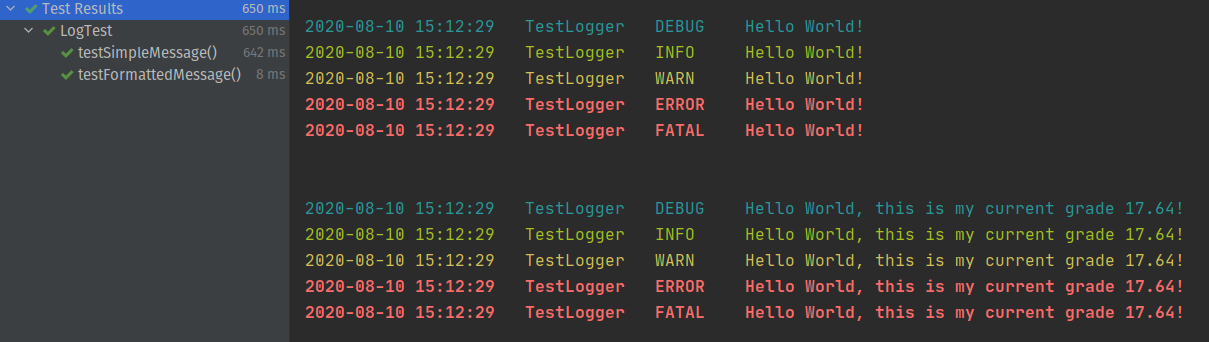 Test Results 650 ms
LogTest 650 ms
testSimpleMessage() 642 ms
testFormattedMessage() 8 ms
2020-08-10 15:12:29 TestLogger DEBUG Hello World!
2020-08-10 15:12:29 TestLogger INFO Hello World!
2020-08-10 15:12:29 TestLogger WARN Hello World!
2020-08-10 15:12:29 TestLogger ERROR Hello World!
2020-08-10 15:12:29 TestLogger FATAL Hello World!
2020-08-10 15:12:29 TestLogger DEBUG Hello World, this is my current grade 17.64!
2020-08-10 15:12:29 TestLogger INFO Hello World, this is my current grade 17.64!
2020-08-10 15:12:29 TestLogger WARN Hello World, this is my current grade 17.64!
2020-08-10 15:12:29 TestLogger ERROR Hello World, this is my current grade 17.64!
2020-08-10 15:12:29 TestLogger FATAL Hello World, this is my current grade 17.64!